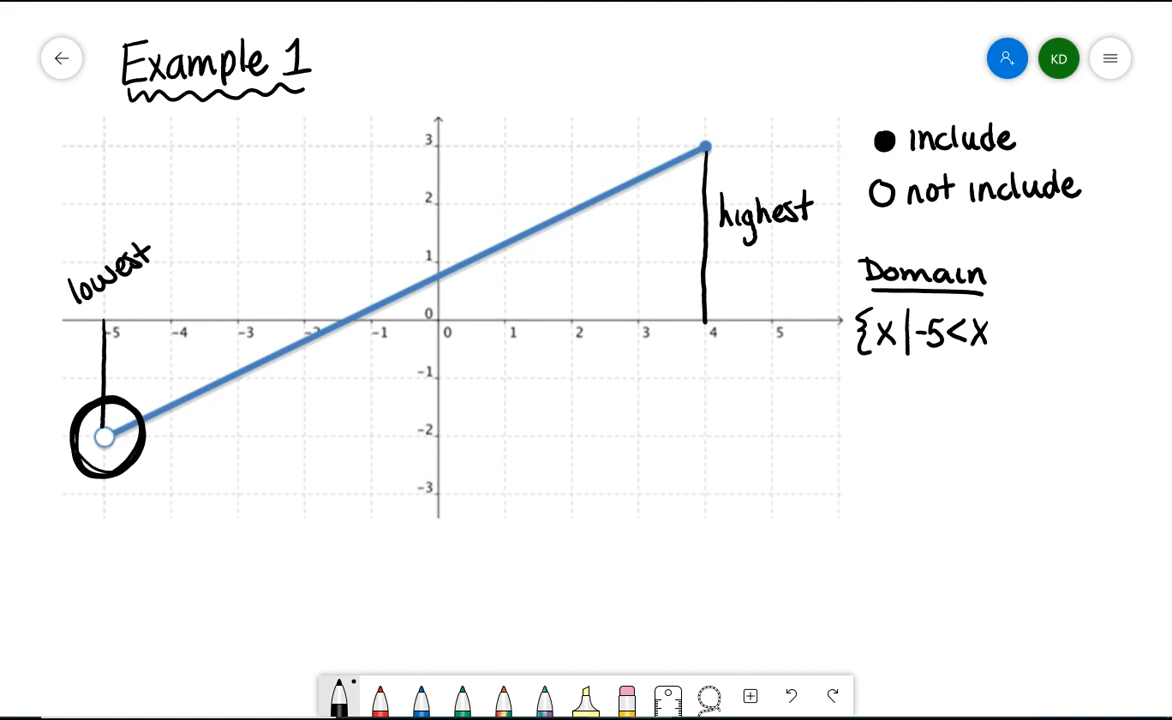 Example 1
KD
include
not include
highest
lowest
Domain
{x|-5<x
3
2
1
0
-5 -4 -3 -2 -1 0 1 2 3 4 5
-1
-2
-3